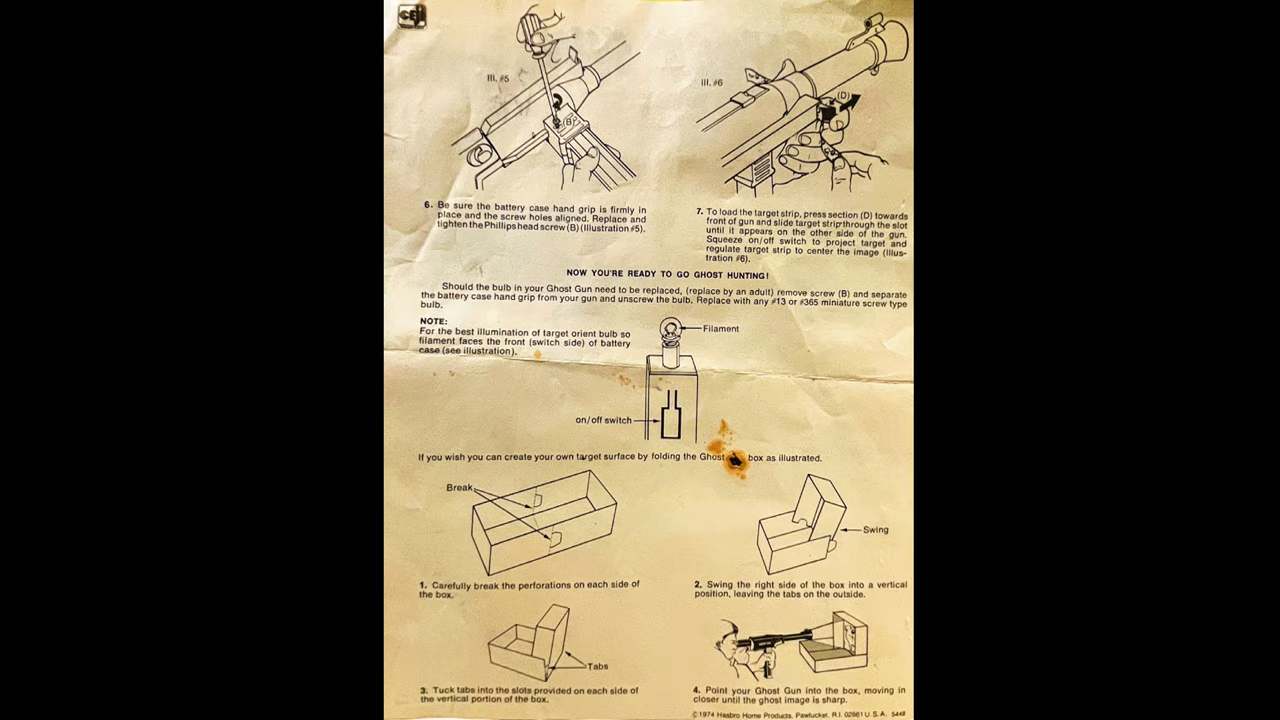 III. #5
III. #6
(D)
(B)
6. Be sure the battery case hand grip is firmly in
place and the screw holes aligned. Replace and
tighten the Phillips head screw (B) (Illustration #5).
7. To load the target strip, press section (D) towards
front of gun and slide target strip through the slot
until it appears on the other side of the gun.
Squeeze on/off switch to project target and
regulate target strip to center the image (Illus-
tration #6).
NOW YOU'RE READY TO GO GHOST HUNTING!
Should the bulb in your Ghost Gun need to be replaced, (replace by an adult) remove screw (B) and separate
the battery case hand grip from your gun and unscrew the bulb. Replace with any #13 or #365 miniature screw type
bulb.
NOTE:
For the best illumination of target orient bulb so
filament faces the front (switch side) of battery
case (see illustration).
Filament
on/off switch
If you wish you can create your own target surface by folding the Ghost box as illustrated.
Break
Swing
1. Carefully break the perforations on each side of
the box.
2. Swing the right side of the box into a vertical
position, leaving the tabs on the outside.
Tabs
3. Tuck tabs into the slots provided on each side of
the vertical portion of the box.
4. Point your Ghost Gun into the box, moving in
closer until the ghost image is sharp.
©1974 Hasbro Home Products, Pawtucket, R.I. 02861 U.S.A. 5448